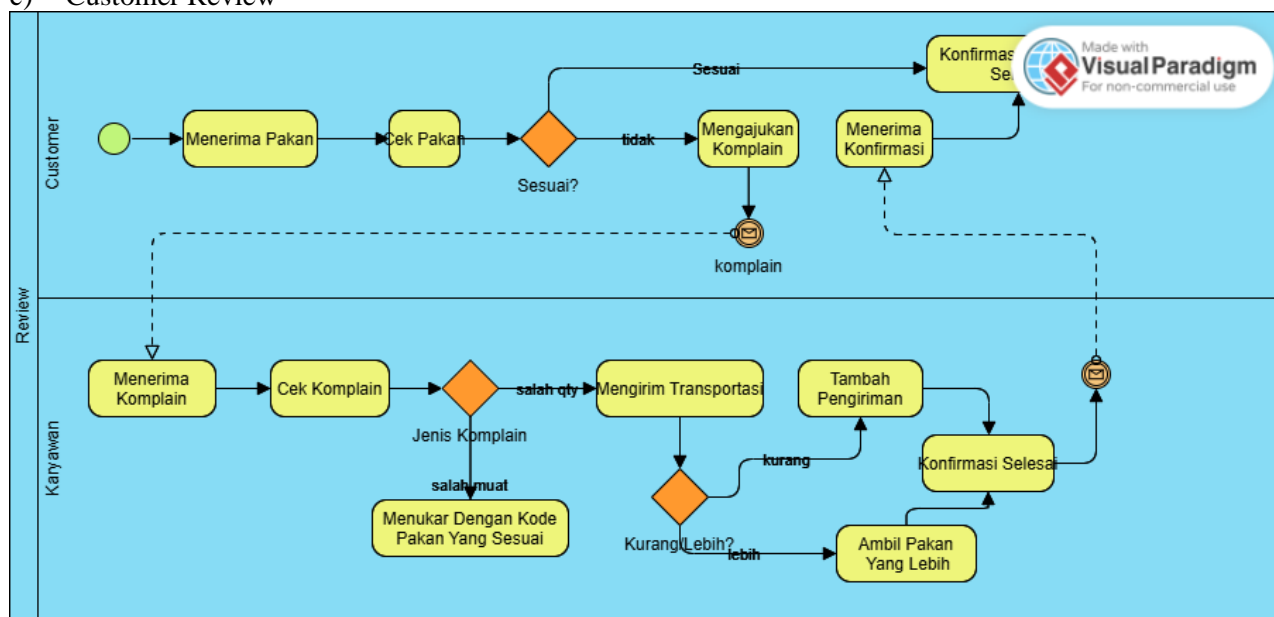 Customer Review
Made with
VisualParadigm
For non-commercial use
Review
Customer
Menerima Pakan
Cek Pakan
Sesuai?
Sesuai
tidak
Mengajukan
Komplain
komplain
Menerima
Konfirmasi
Konfirmasi
Karyawan
Menerima
Komplain
Cek Komplain
Jenis Komplain
salah qty
salah muat
Menukar Dengan Kode
Pakan Yang Sesuai
Mengirim Transportasi
Kurang/Lebih?
kurang
lebih
Tambah
Pengiriman
Ambil Pakan
Yang Lebih
Konfirmasi Selesai